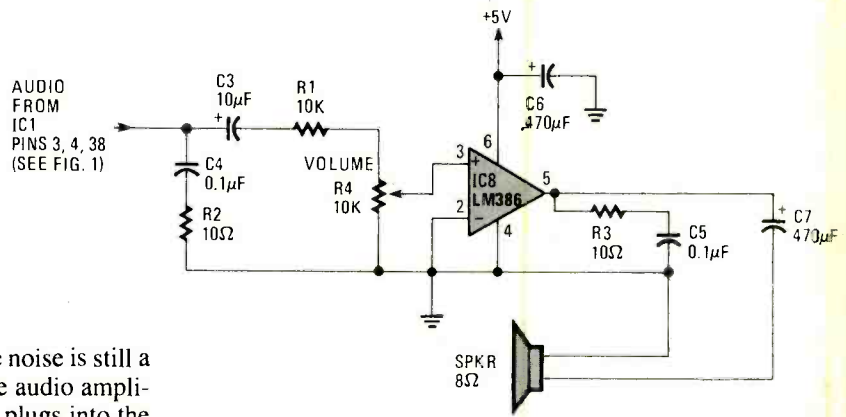 +5V
AUDIO
FROM
IC1
PINS 3, 4, 38
(SEE FIG. 1)
C3
10µF
R1
10K
C6
470µF
C4
0.1µF
VOLUME
R4
10K
3
+
6
IC8
LM386
5
2
−
4
R2
10Ω
R3
10Ω
C5
0.1µF
C7
470µF
SPKR
8Ω
e noise is still a
e audio ampli-
plugs into the